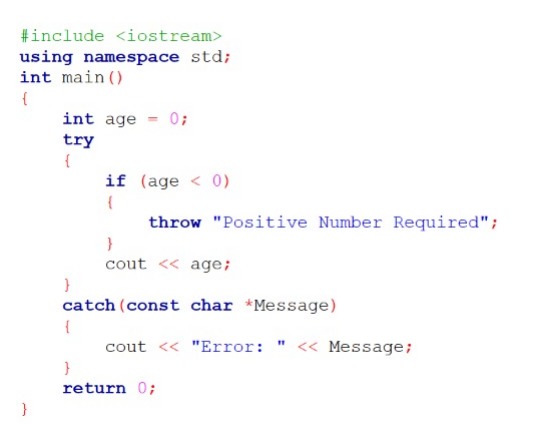 #include <iostream>
using namespace std;
int main()
{
int age = 0;
try
{
if (age < 0)
{
throw "Positive Number Required";
}
cout << age;
}
catch(const char *Message)
{
cout << "Error: " << Message;
}
return 0;
}